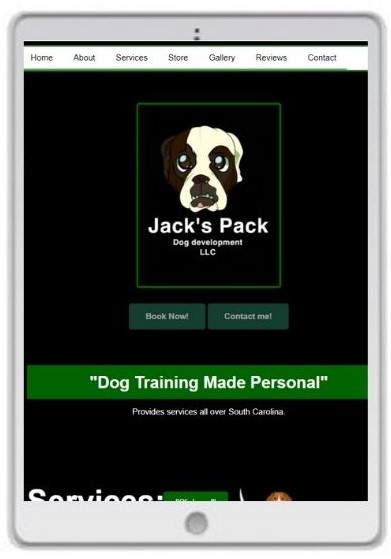 Home About Services Store Gallery Reviews Contact
Jack's Pack
Dog development
LLC
Book Now! Contact me!
"Dog Training Made Personal"
Provides services all over South Carolina.
Services: